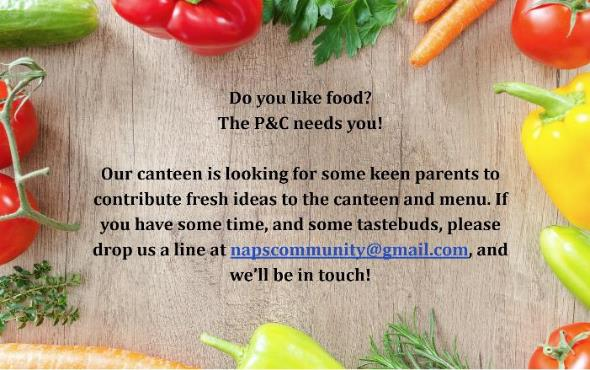 Do you like food?
The P&C needs you!
Our canteen is looking for some keen parents to
contribute fresh ideas to the canteen and menu. If
you have some time, and some tastebuds, please
drop us a line at napscommunity@gmail.com, and
we'll be in touch!